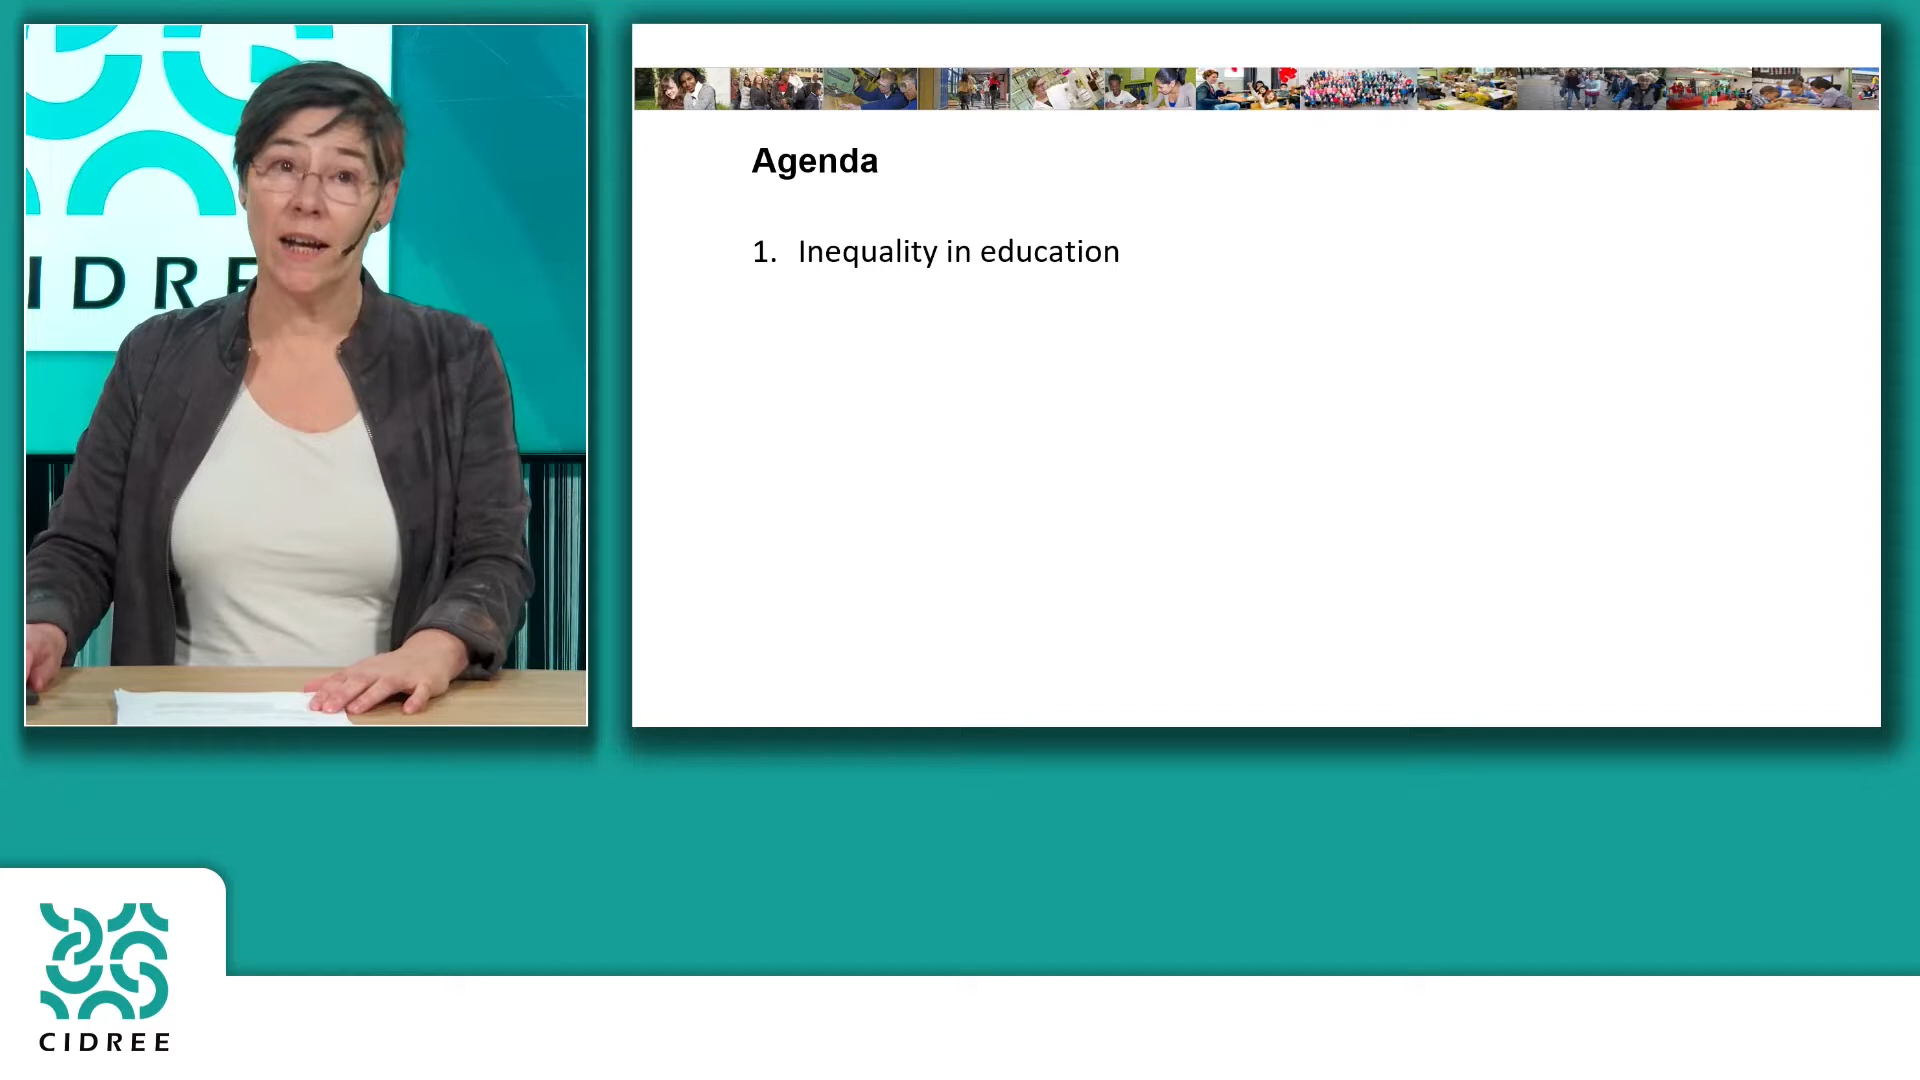 IDRE
Agenda
1. Inequality in education
CIDREE